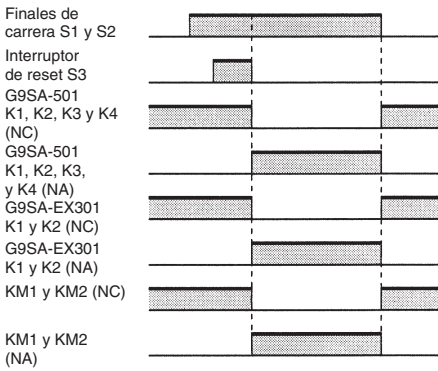 Finales de
carrera S1 y S2
Interruptor
de reset S3
G9SA-501
K1, K2, K3 y K4
(NC)
G9SA-501
K1, K2, K3,
y K4 (NA)
G9SA-EX301
K1 y K2 (NC)
G9SA-EX301
K1 y K2 (NA)
KM1 y KM2 (NC)
KM1 y KM2
(NA)